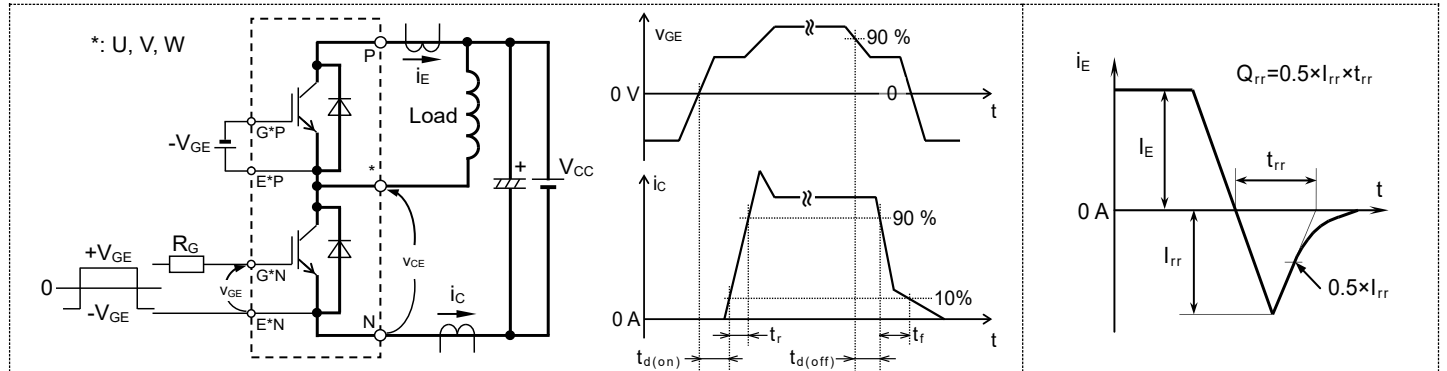 *: U, V, W
P
iE
G*P
-VGE
E*P
Load
*
+
VCC
+VGE
0
-VGE
RG
vGE
G*N
E*N
vCE
iC
N
vGE
90 %
0 V
0
t
iC
90 %
10%
0 A
t
tr
tf
td(on)
td(off)
iE
Qrr=0.5×Irr×trr
IE
trr
t
0 A
Irr
0.5×Irr